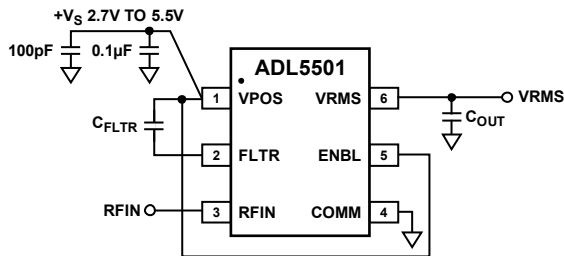 +VS 2.7V TO 5.5V
100pF 0.1µF
ADL5501
1 VPOS VRMS 6 VRMS
CFLTR COUT
2 FLTR ENBL 5
RFIN 3 RFIN COMM 4